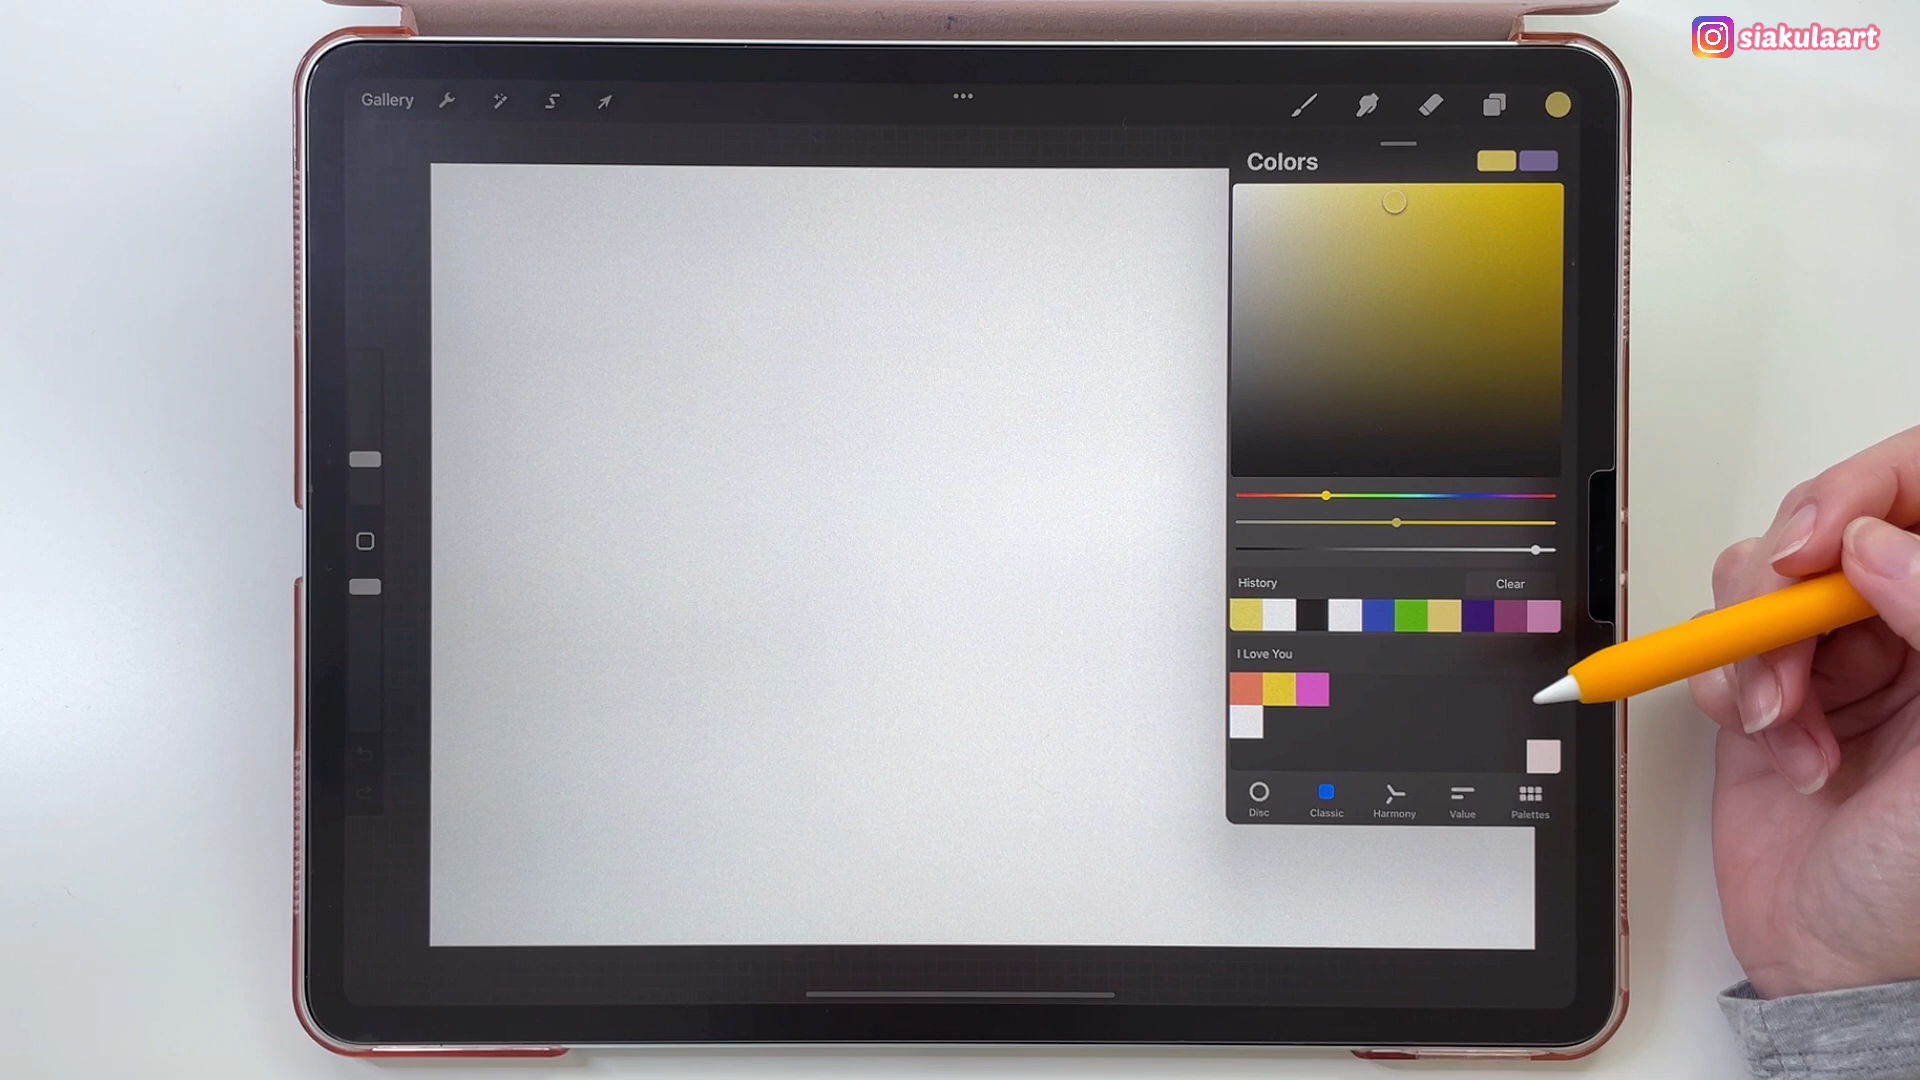 siakulaart
Gallery
Colors
History
Clear
I Love You
Disc
Classic
Harmony
Value
Palettes